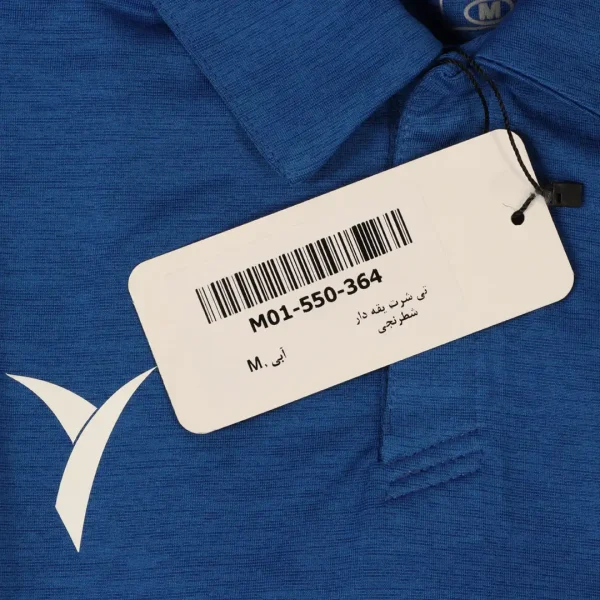 M
M01-550-364
تی شرت یقه دار
شطرنجی
آبی .M